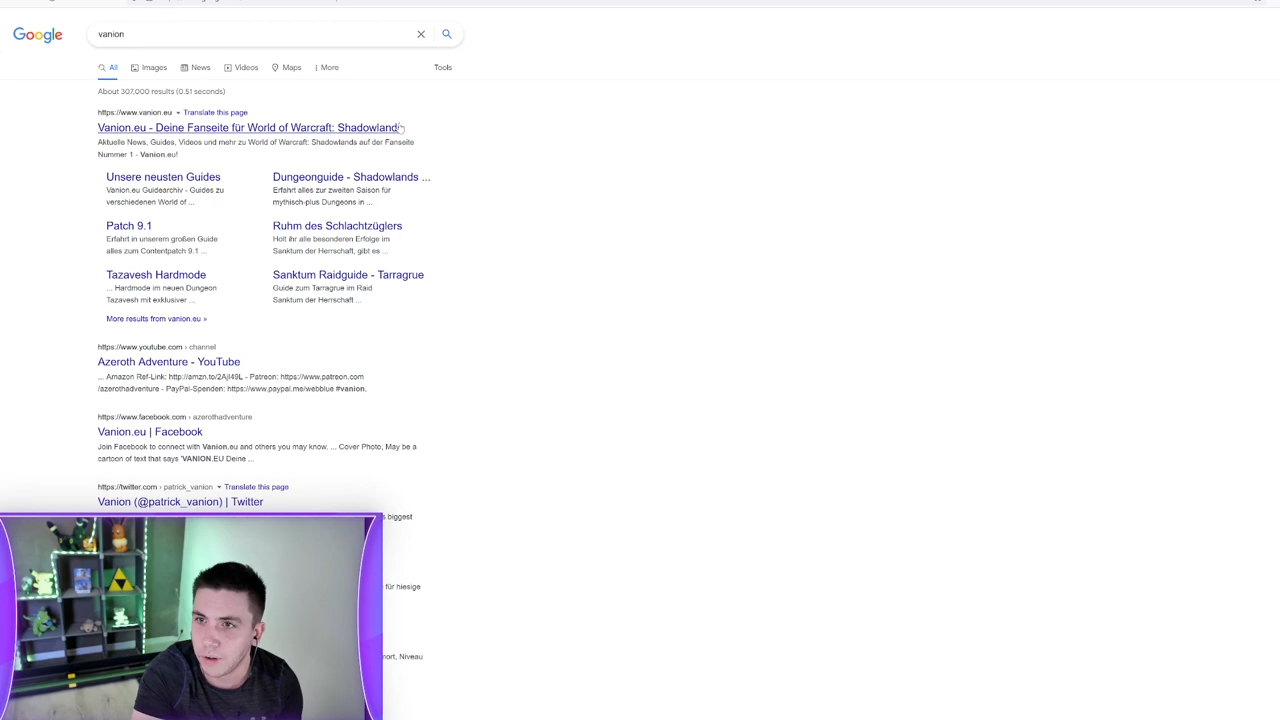 Google
vanion
All Images News Videos Maps More Tools
About 307,000 results (0.51 seconds)
https://www.vanion.eu Translate this page
Vanion.eu - Deine Fanseite für World of Warcraft: Shadowland
Aktuelle News, Guides, Videos und mehr zu World of Warcraft: Shadowlands auf der Fanseite
Nummer 1 - Vanion.eu!
Unsere neusten Guides
Vanion.eu Guidearchiv - Guides zu
verschiedenen World of ...
Dungeonguide - Shadowlands ...
Erfahrt alles zur zweiten Saison für
mythisch-plus Dungeons in ...
Patch 9.1
Erfahrt in unserem großen Guide
alles zum Contentpatch 9.1 ...
Ruhm des Schlachtzüglers
Holt ihr alle besonderen Erfolge im
Sanktum der Herrschaft, gibt es ...
Tazavesh Hardmode
... Hardmode im neuen Dungeon
Tazavesh mit exklusiver ...
Sanktum Raidguide - Tarragrue
Guide zum Tarragrue im Raid
Sanktum der Herrschaft ...
More results from vanion.eu »
https://www.youtube.com › channel
Azeroth Adventure - YouTube
... Amazon Ref-Link: http://amzn.to/2AjI49L - Patreon: https://www.patreon.com
/azerothadventure - PayPal-Spenden: https://www.paypal.me/webblue #vanion.
https://www.facebook.com › azerothadventure
Vanion.eu | Facebook
Join Facebook to connect with Vanion.eu and others you may know. ... Cover Photo, May be a
cartoon of text that says 'VANION.EU Deine ...
https://twitter.com › patrick_vanion Translate this page
Vanion (@patrick_vanion) | Twitter
biggest
für hiesige
Niveau